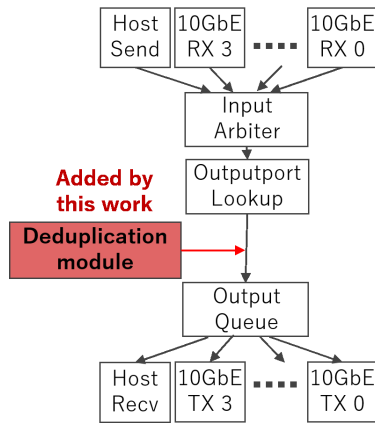 Host
Send
10GbE
RX 3
10GbE
RX 0
Input
Arbiter
Outputport
Lookup
Added by
this work
Deduplication
module
Output
Queue
Host
Recv
10GbE
TX 3
10GbE
TX 0